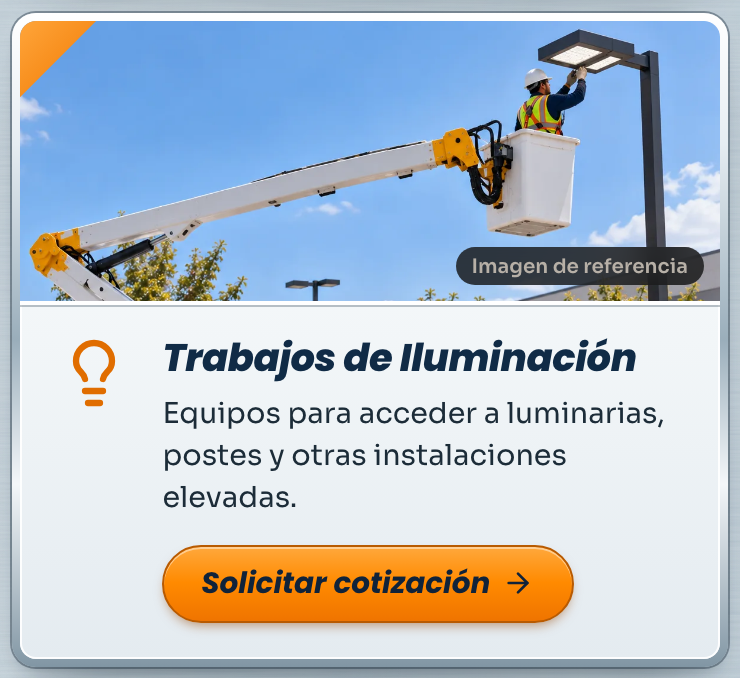 Imagen de referencia
Trabajos de Iluminación
Equipos para acceder a luminarias,
postes y otras instalaciones
elevadas.
Solicitar cotización →